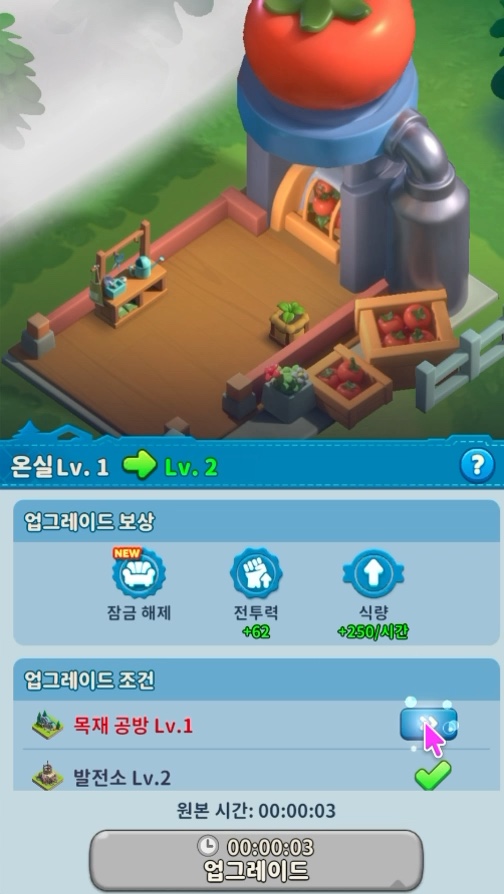 온실 Lv. 1 Lv. 2 ?
업그레이드 보상
NEW
잠금 해제 전투력 식량
+62 +250/시간
업그레이드 조건
목재 공방 Lv.1
발전소 Lv.2
원본 시간: 00:00:03
00:00:03
업그레이드